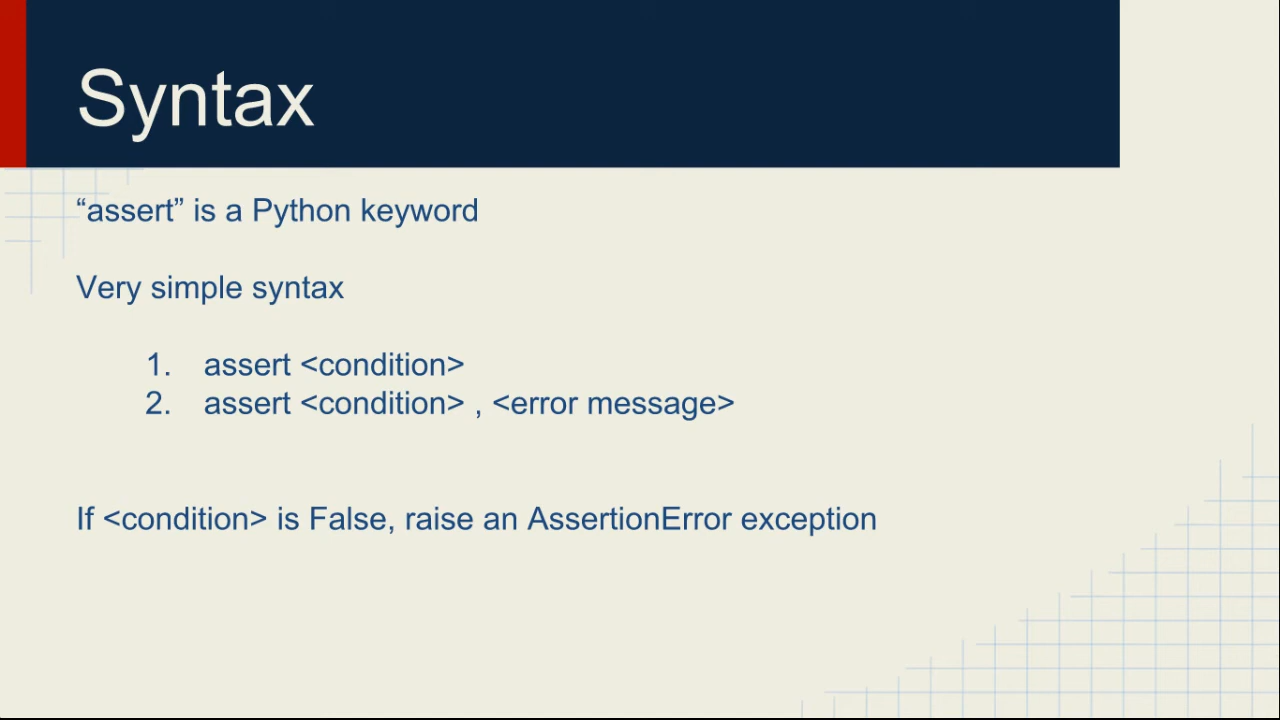 Syntax
“assert” is a Python keyword
Very simple syntax
1. assert <condition>
2. assert <condition> , <error message>
If <condition> is False, raise an AssertionError exception